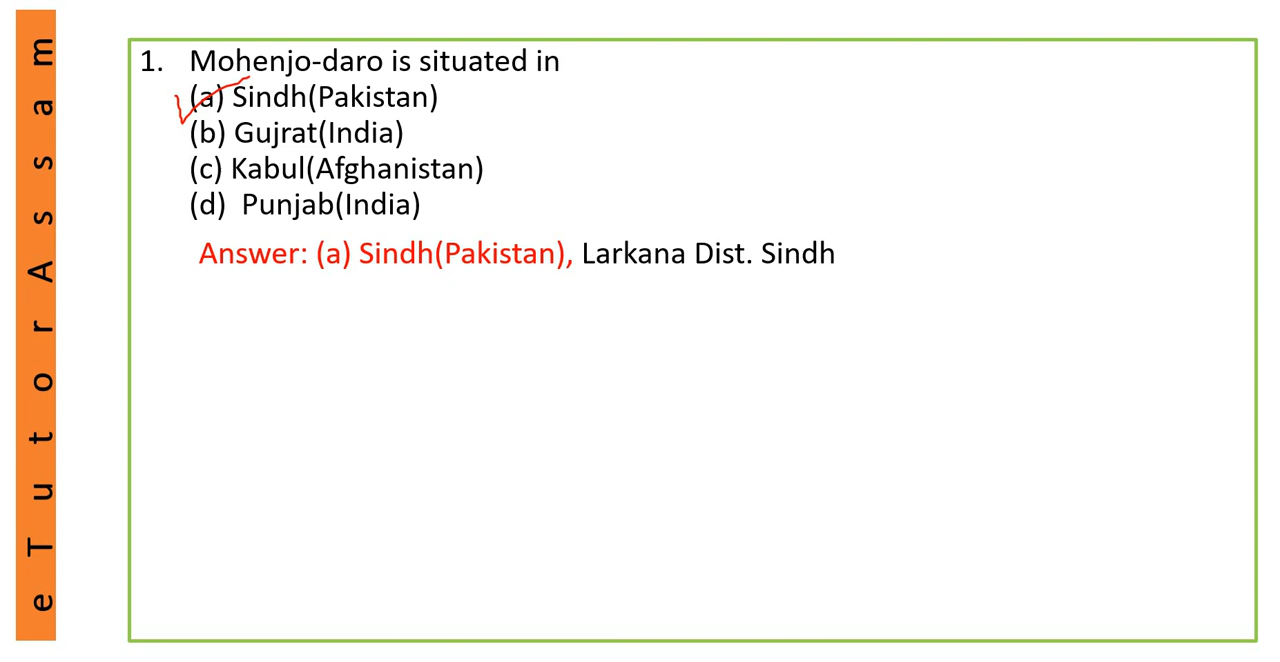 eTutorAssam
1. Mohenjo-daro is situated in
(a) Sindh(Pakistan)
(b) Gujrat(India)
(c) Kabul(Afghanistan)
(d) Punjab(India)
Answer: (a) Sindh(Pakistan), Larkana Dist. Sindh